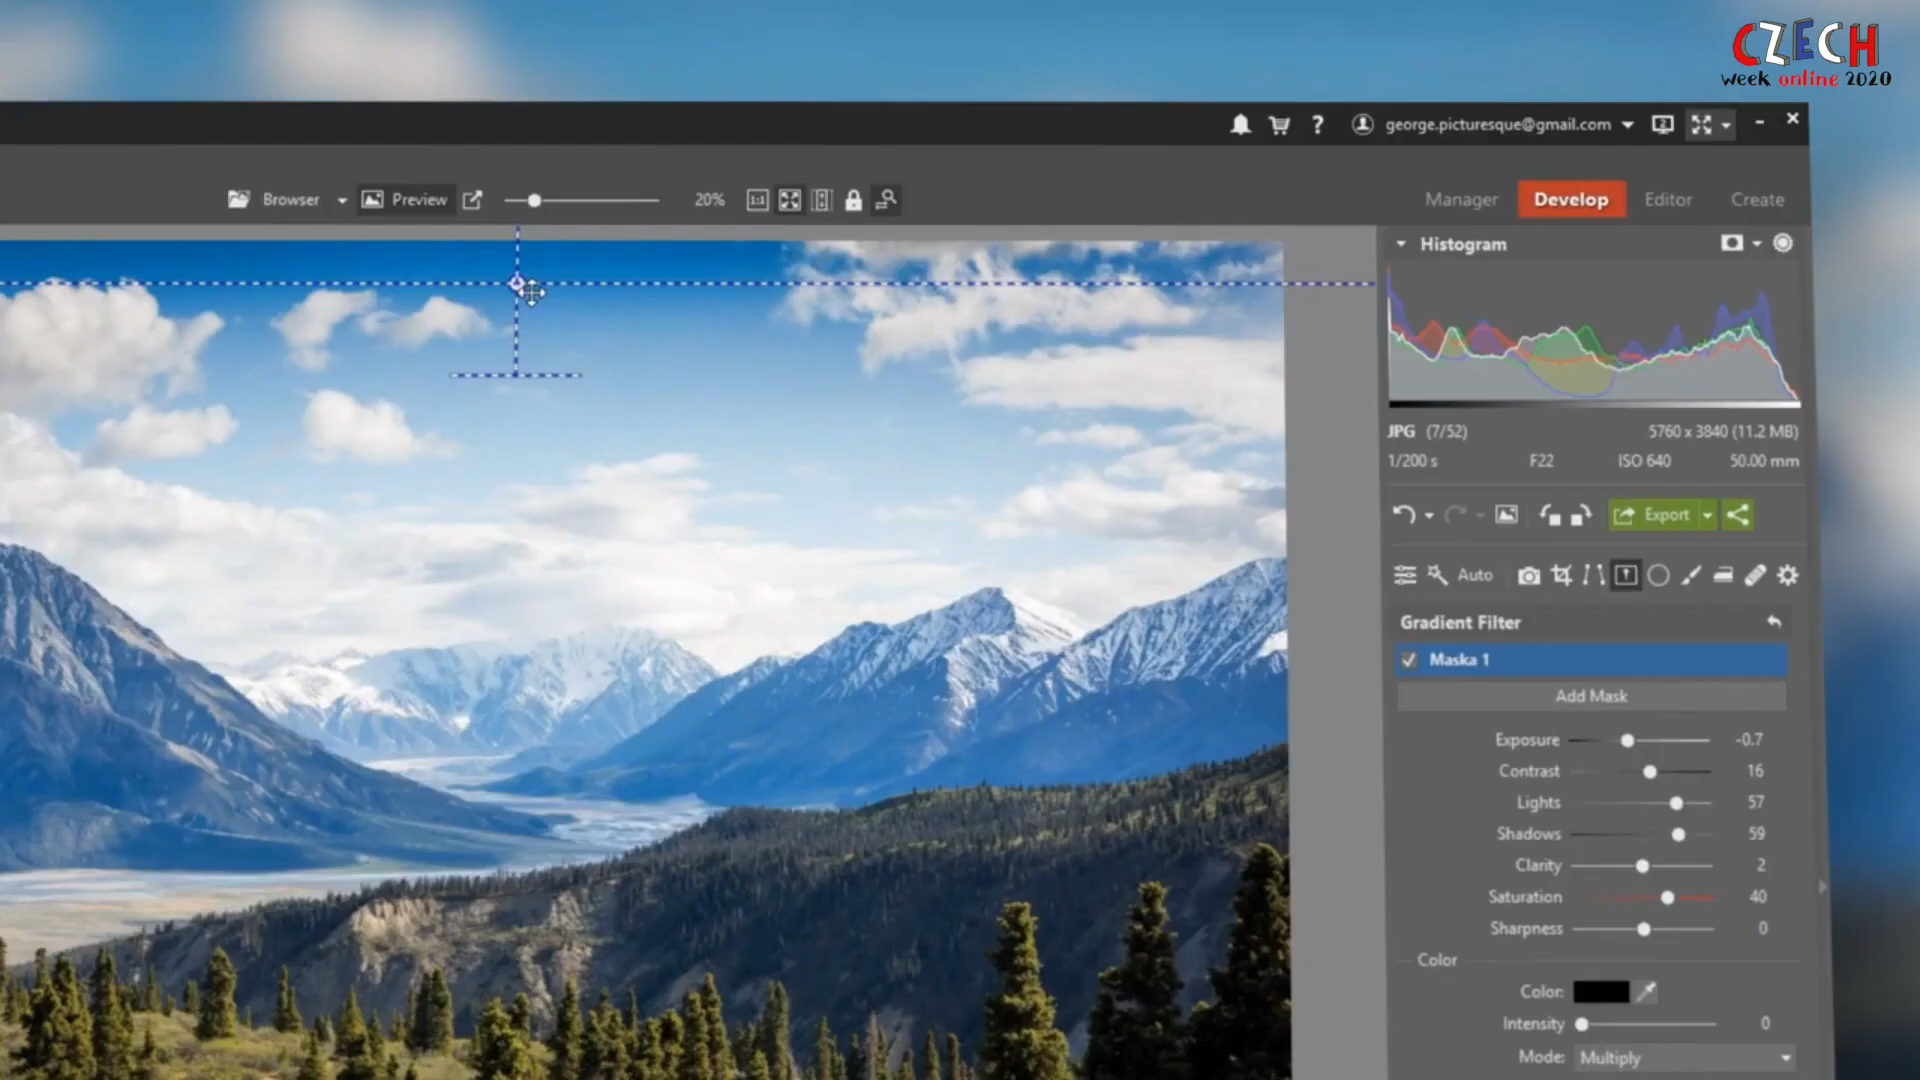 CZECH
week online 2020
? george.picturesque@gmail.com 2
Browser Preview 20% 1:1 Manager Develop Editor Create
Histogram
JPG (7/52) 5760 x 3840 (11.2 MB)
1/200 s F22 ISO 640 50.00 mm
Export
Auto
Gradient Filter
Maska 1
Add Mask
Exposure -0.7
Contrast 16
Lights 57
Shadows 59
Clarity 2
Saturation 40
Sharpness 0
Color
Color:
Intensity 0
Mode: Multiply